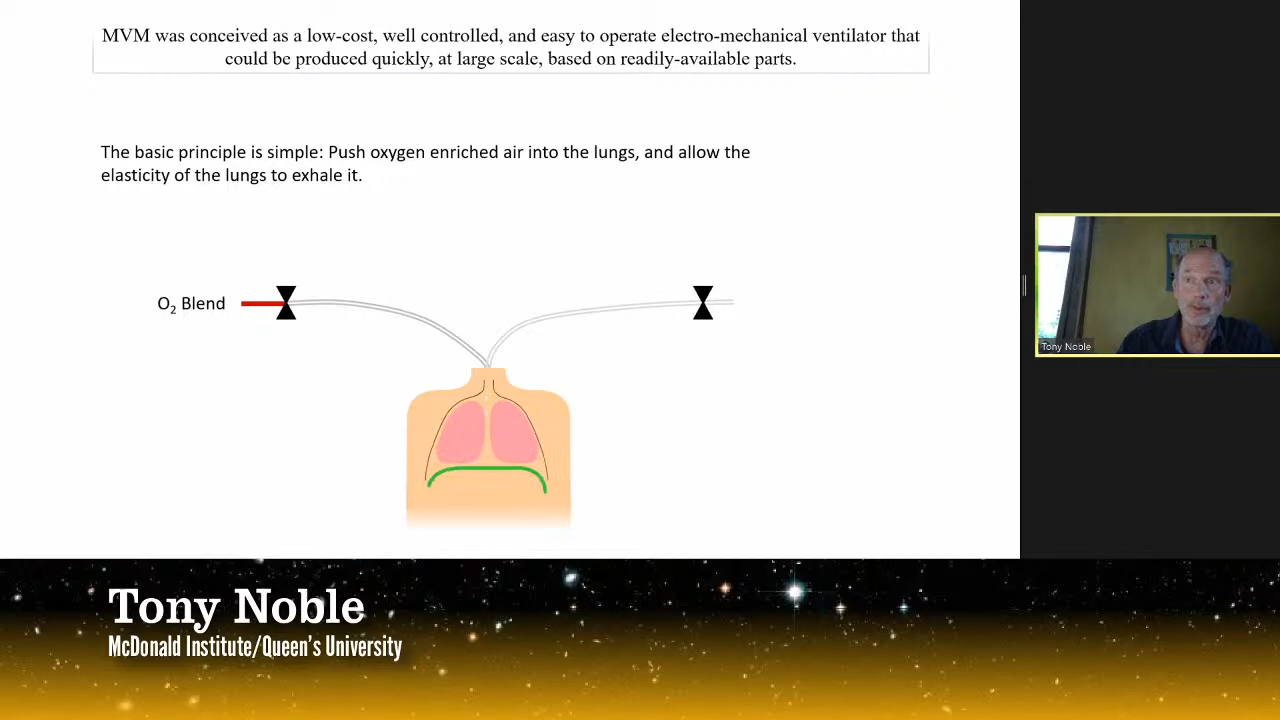 MVM was conceived as a low-cost, well controlled, and easy to operate electro-mechanical ventilator that
could be produced quickly, at large scale, based on readily-available parts.
The basic principle is simple: Push oxygen enriched air into the lungs, and allow the
elasticity of the lungs to exhale it.
O₂ Blend
Tony Noble
Tony Noble
McDonald Institute/Queen's University